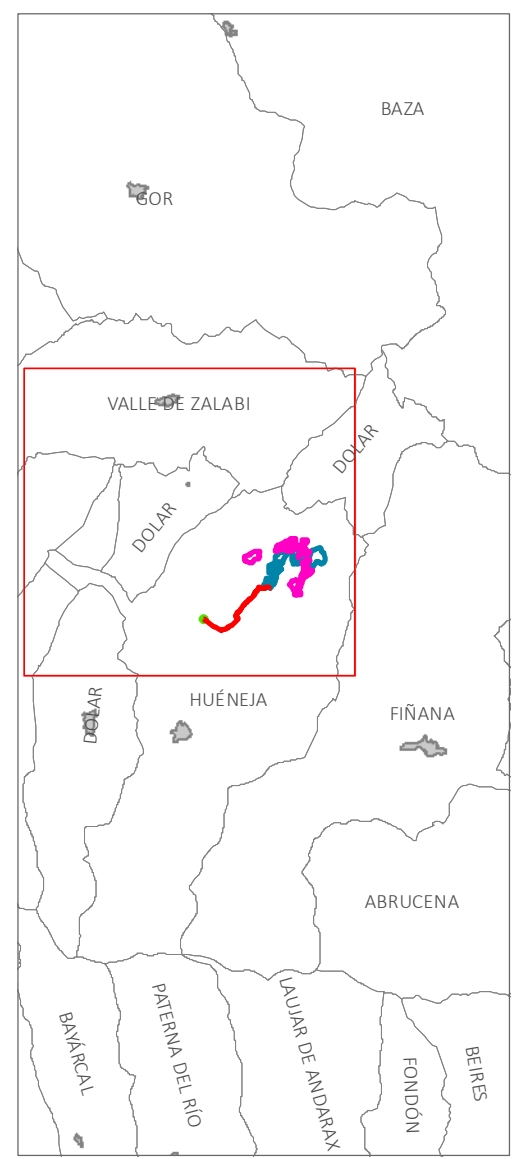 BAZA
GOR
VALLE DE ZALABI
DOLAR
DOLAR
HUÉNEJA
DOLAR
FIÑANA
ABRUCENA
BAYÁRCAL
PATERNA DEL RÍO
LAUJAR DE ANDARAX
FONDÓN
BEIRES